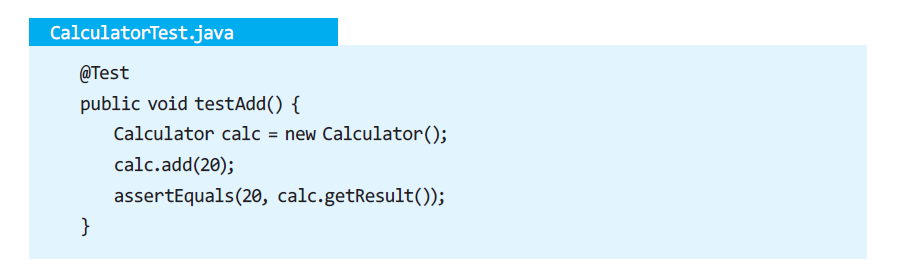 CalculatorTest.java
@Test
public void testAdd() {
Calculator calc = new Calculator();
calc.add(20);
assertEquals(20, calc.getResult());
}